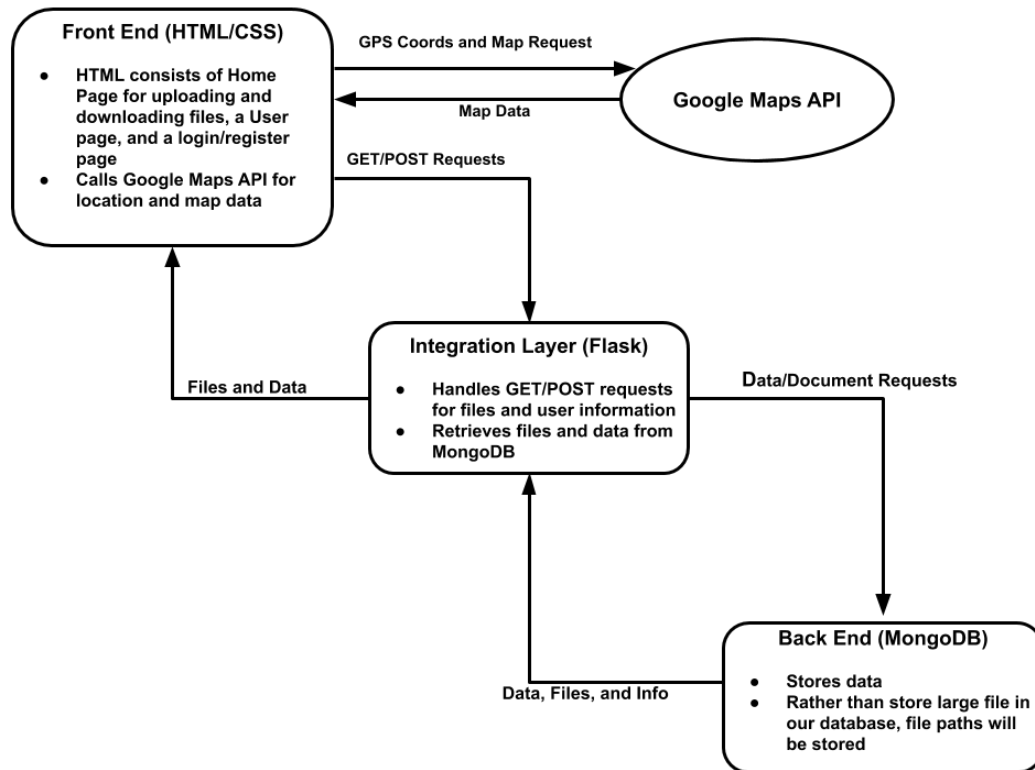 Front End (HTML/CSS)
● HTML consists of Home
Page for uploading and
downloading files, a User
page, and a login/register
page
● Calls Google Maps API for
location and map data
GPS Coords and Map Request
Google Maps API
Map Data
GET/POST Requests
Integration Layer (Flask)
● Handles GET/POST requests
for files and user information
● Retrieves files and data from
MongoDB
Files and Data
Data/Document Requests
Back End (MongoDB)
● Stores data
● Rather than store large file in
our database, file paths will
be stored
Data, Files, and Info